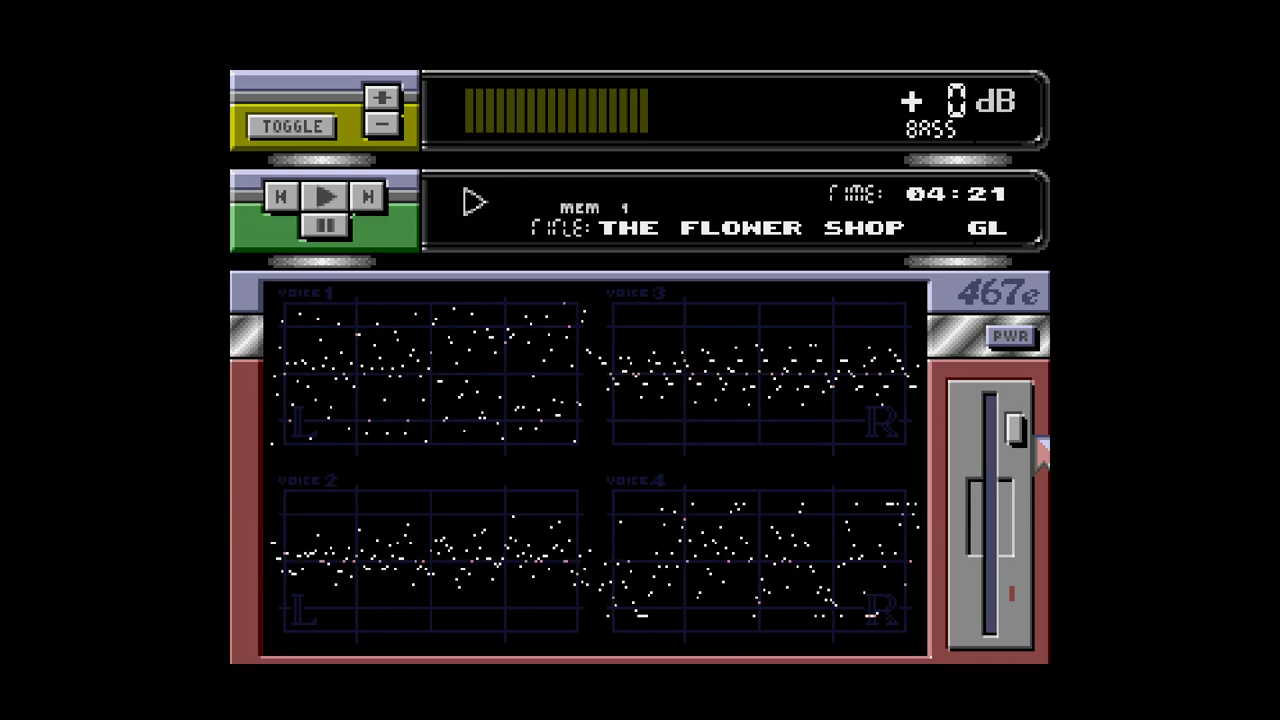 TOGGLE
+ 0 dB
BASS
TIME: 04:21
MEM 1
TITLE: THE FLOWER SHOP GL
467e
PWR
VOICE 1
VOICE 3
L
R
VOICE 2
VOICE 4
L
R